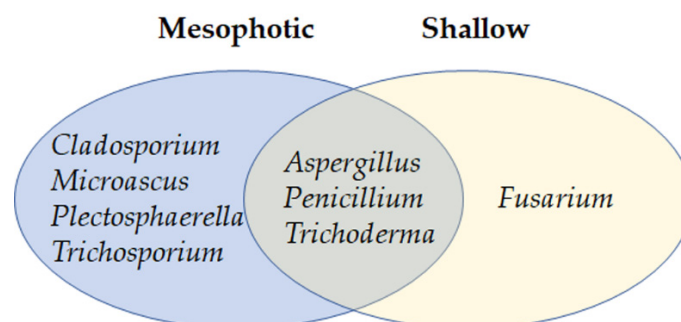 Mesophotic Shallow
Cladosporium
Microascus
Plectosphaerella
Trichosporium
Aspergillus
Penicillium
Trichoderma
Fusarium